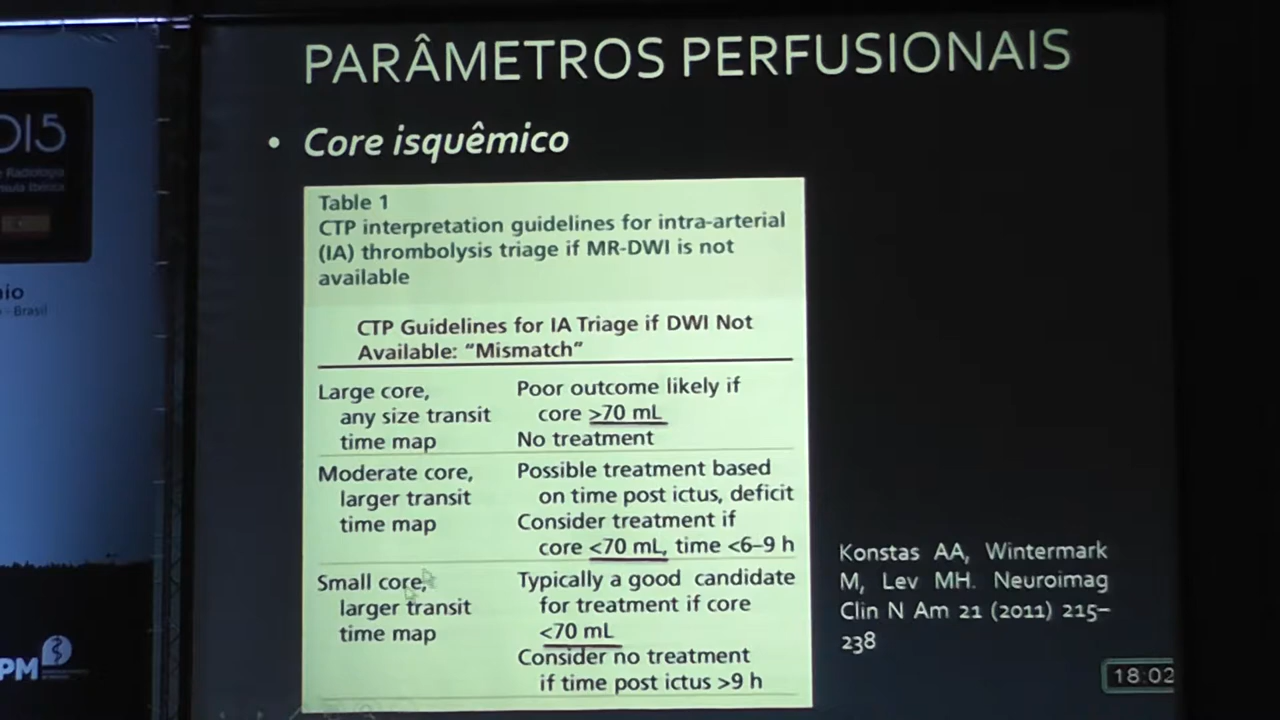 PARÂMETROS PERFUSIONAIS
• Core isquêmico
Table 1
CTP interpretation guidelines for intra-arterial
(IA) thrombolysis triage if MR-DWI is not
available
CTP Guidelines for IA Triage if DWI Not
Available: “Mismatch”
Large core,
any size transit
time map
Poor outcome likely if
core >70 mL
No treatment
Moderate core,
larger transit
time map
Possible treatment based
on time post ictus, deficit
Consider treatment if
core <70 mL, time <6–9 h
Small core,
larger transit
time map
Typically a good candidate
for treatment if core
<70 mL
Consider no treatment
if time post ictus >9 h
Konstas AA, Wintermark
M, Lev MH. Neuroimag
Clin N Am 21 (2011) 215–
238
18:02
015
Radiologia
Ibérica
io
- Brasil
PM